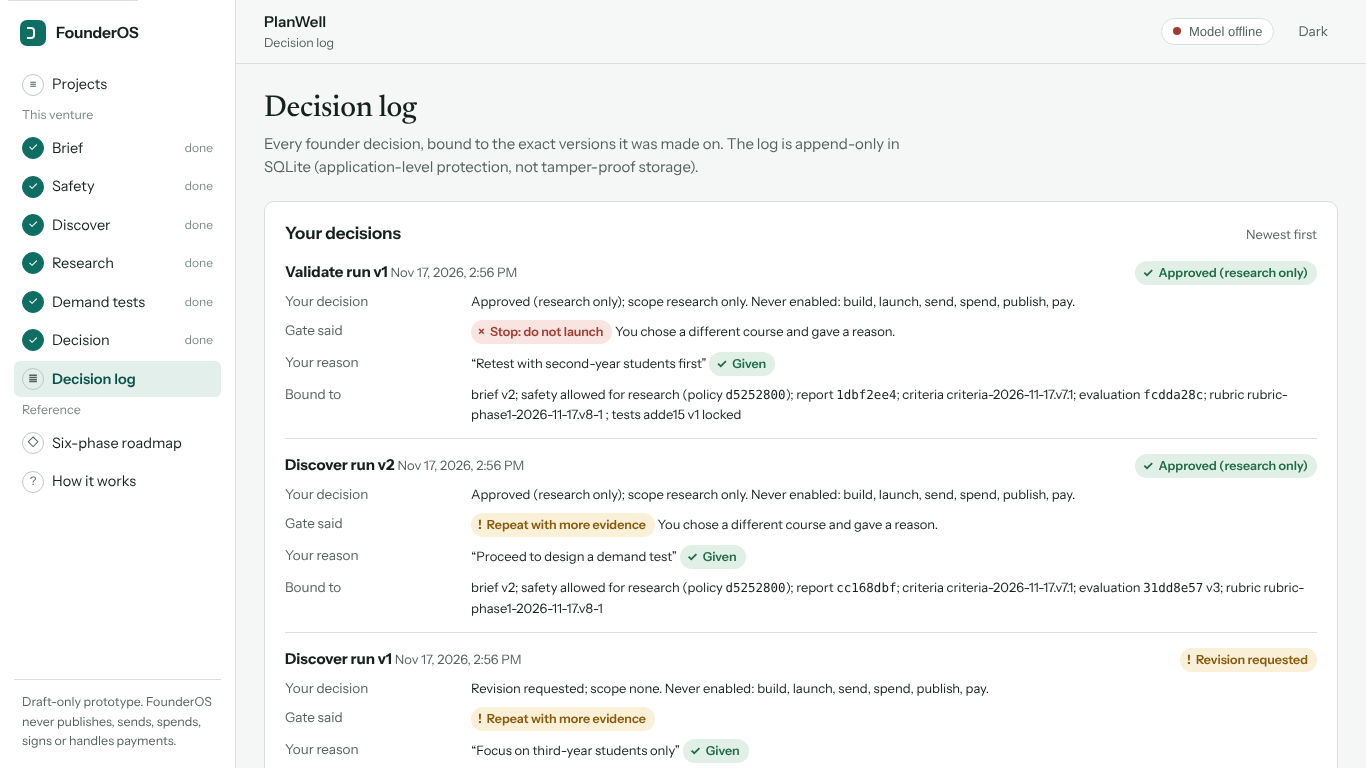 FounderOS
Projects
This venture
Brief done
Safety done
Discover done
Research done
Demand tests done
Decision done
Decision log
Reference
Six-phase roadmap
? How it works
Draft-only prototype. FounderOS
never publishes, sends, spends,
signs or handles payments.
PlanWell
Decision log
Model offline
Dark
Decision log
Every founder decision, bound to the exact versions it was made on. The log is append-only in
SQLite (application-level protection, not tamper-proof storage).
Your decisions
Newest first
Validate run v1 Nov 17, 2026, 2:56 PM
✓ Approved (research only)
Your decision Approved (research only); scope research only. Never enabled: build, launch, send, spend, publish, pay.
Gate said × Stop: do not launch You chose a different course and gave a reason.
Your reason “Retest with second-year students first” ✓ Given
Bound to brief v2; safety allowed for research (policy d5252800); report 1dbf2ee4; criteria criteria-2026-11-17.v7.1; evaluation fcdda28c; rubric rubric-
phase1-2026-11-17.v8-1 ; tests adde15 v1 locked
Discover run v2 Nov 17, 2026, 2:56 PM
✓ Approved (research only)
Your decision Approved (research only); scope research only. Never enabled: build, launch, send, spend, publish, pay.
Gate said ! Repeat with more evidence You chose a different course and gave a reason.
Your reason “Proceed to design a demand test” ✓ Given
Bound to brief v2; safety allowed for research (policy d5252800); report cc168dbf; criteria criteria-2026-11-17.v7.1; evaluation 31dd8e57 v3; rubric rubric-
phase1-2026-11-17.v8-1
Discover run v1 Nov 17, 2026, 2:56 PM
! Revision requested
Your decision Revision requested; scope none. Never enabled: build, launch, send, spend, publish, pay.
Gate said ! Repeat with more evidence
Your reason “Focus on third-year students only” ✓ Given